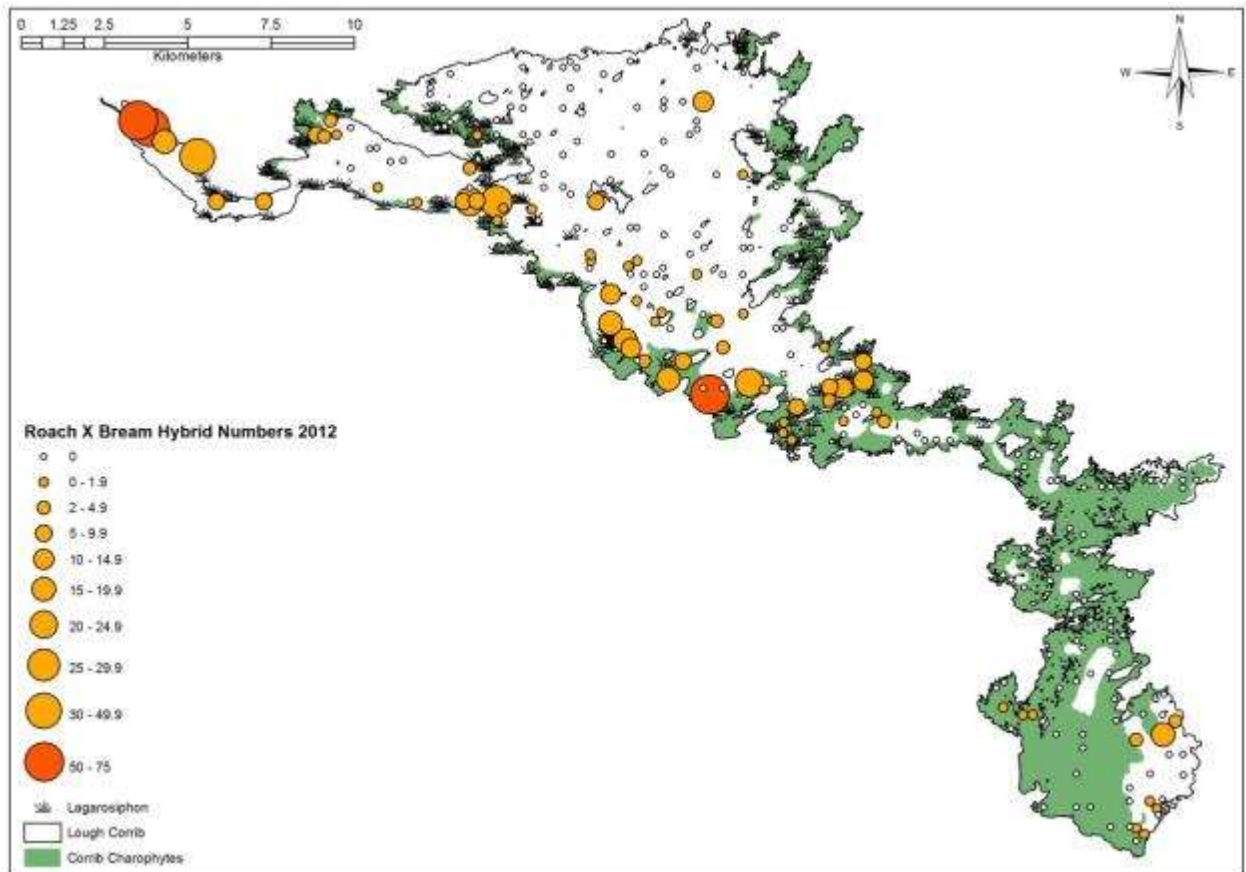 0 1.25 2.5 5 7.5 10
Kilometers
N
W E
S
Roach X Bream Hybrid Numbers 2012
0
0 - 1.9
2 - 4.9
5 - 9.9
10 - 14.9
15 - 19.9
20 - 24.9
25 - 29.9
30 - 49.9
50 - 75
Lagarosiphon
Lough Corrib
Corrib Charophytes